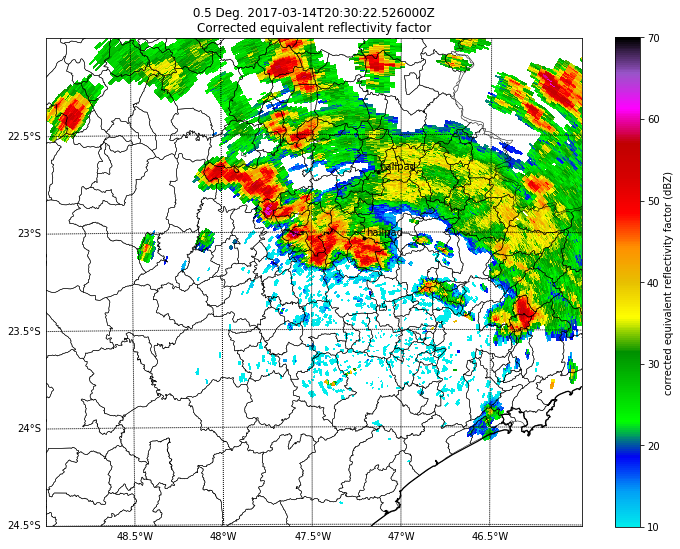 0.5 Deg. 2017-03-14T20:30:22.526000Z
Corrected equivalent reflectivity factor
22.5°S
23°S
23.5°S
24°S
24.5°S
48.5°W
48°W
47.5°W
47°W
46.5°W
hailpad
hailpad
70
60
50
40
30
20
10
corrected equivalent reflectivity factor (dBZ)